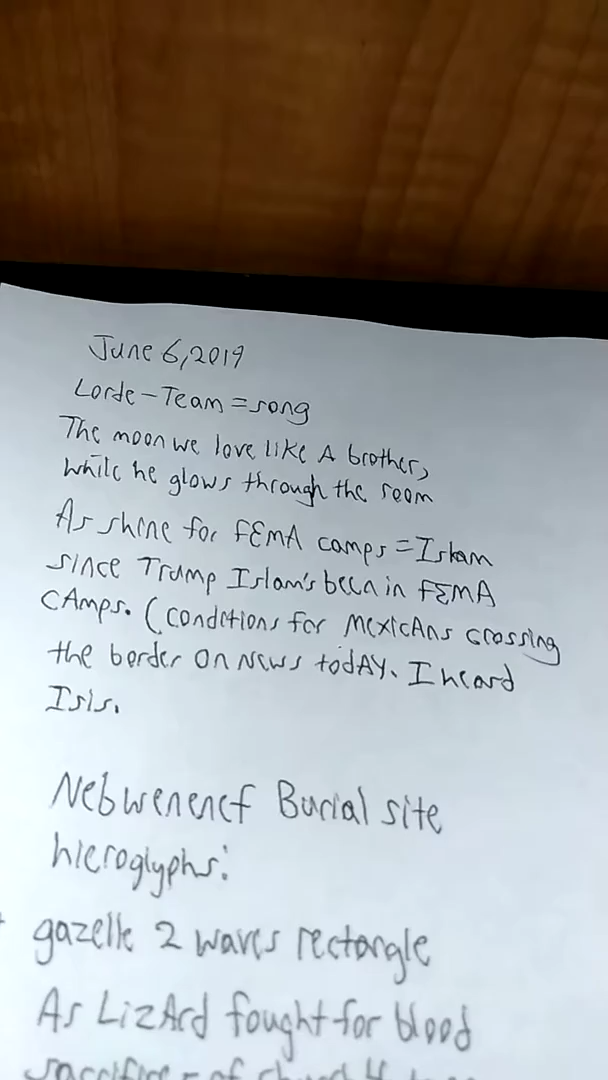 June 6, 2019
Lorde - Team = song
The moon we love like A brother,
while he glows through the room
As shine for FEMA camps = Islam
since Trump Islam's been in FEMA
CAmps. (conditions for MexicAns crossing
the border on News todAY. I heard
Isis.
Nebwenenef Burial site
hieroglyphs:
gazelle 2 waves rectangle
As LizArd fought for blood
sacrifice - of